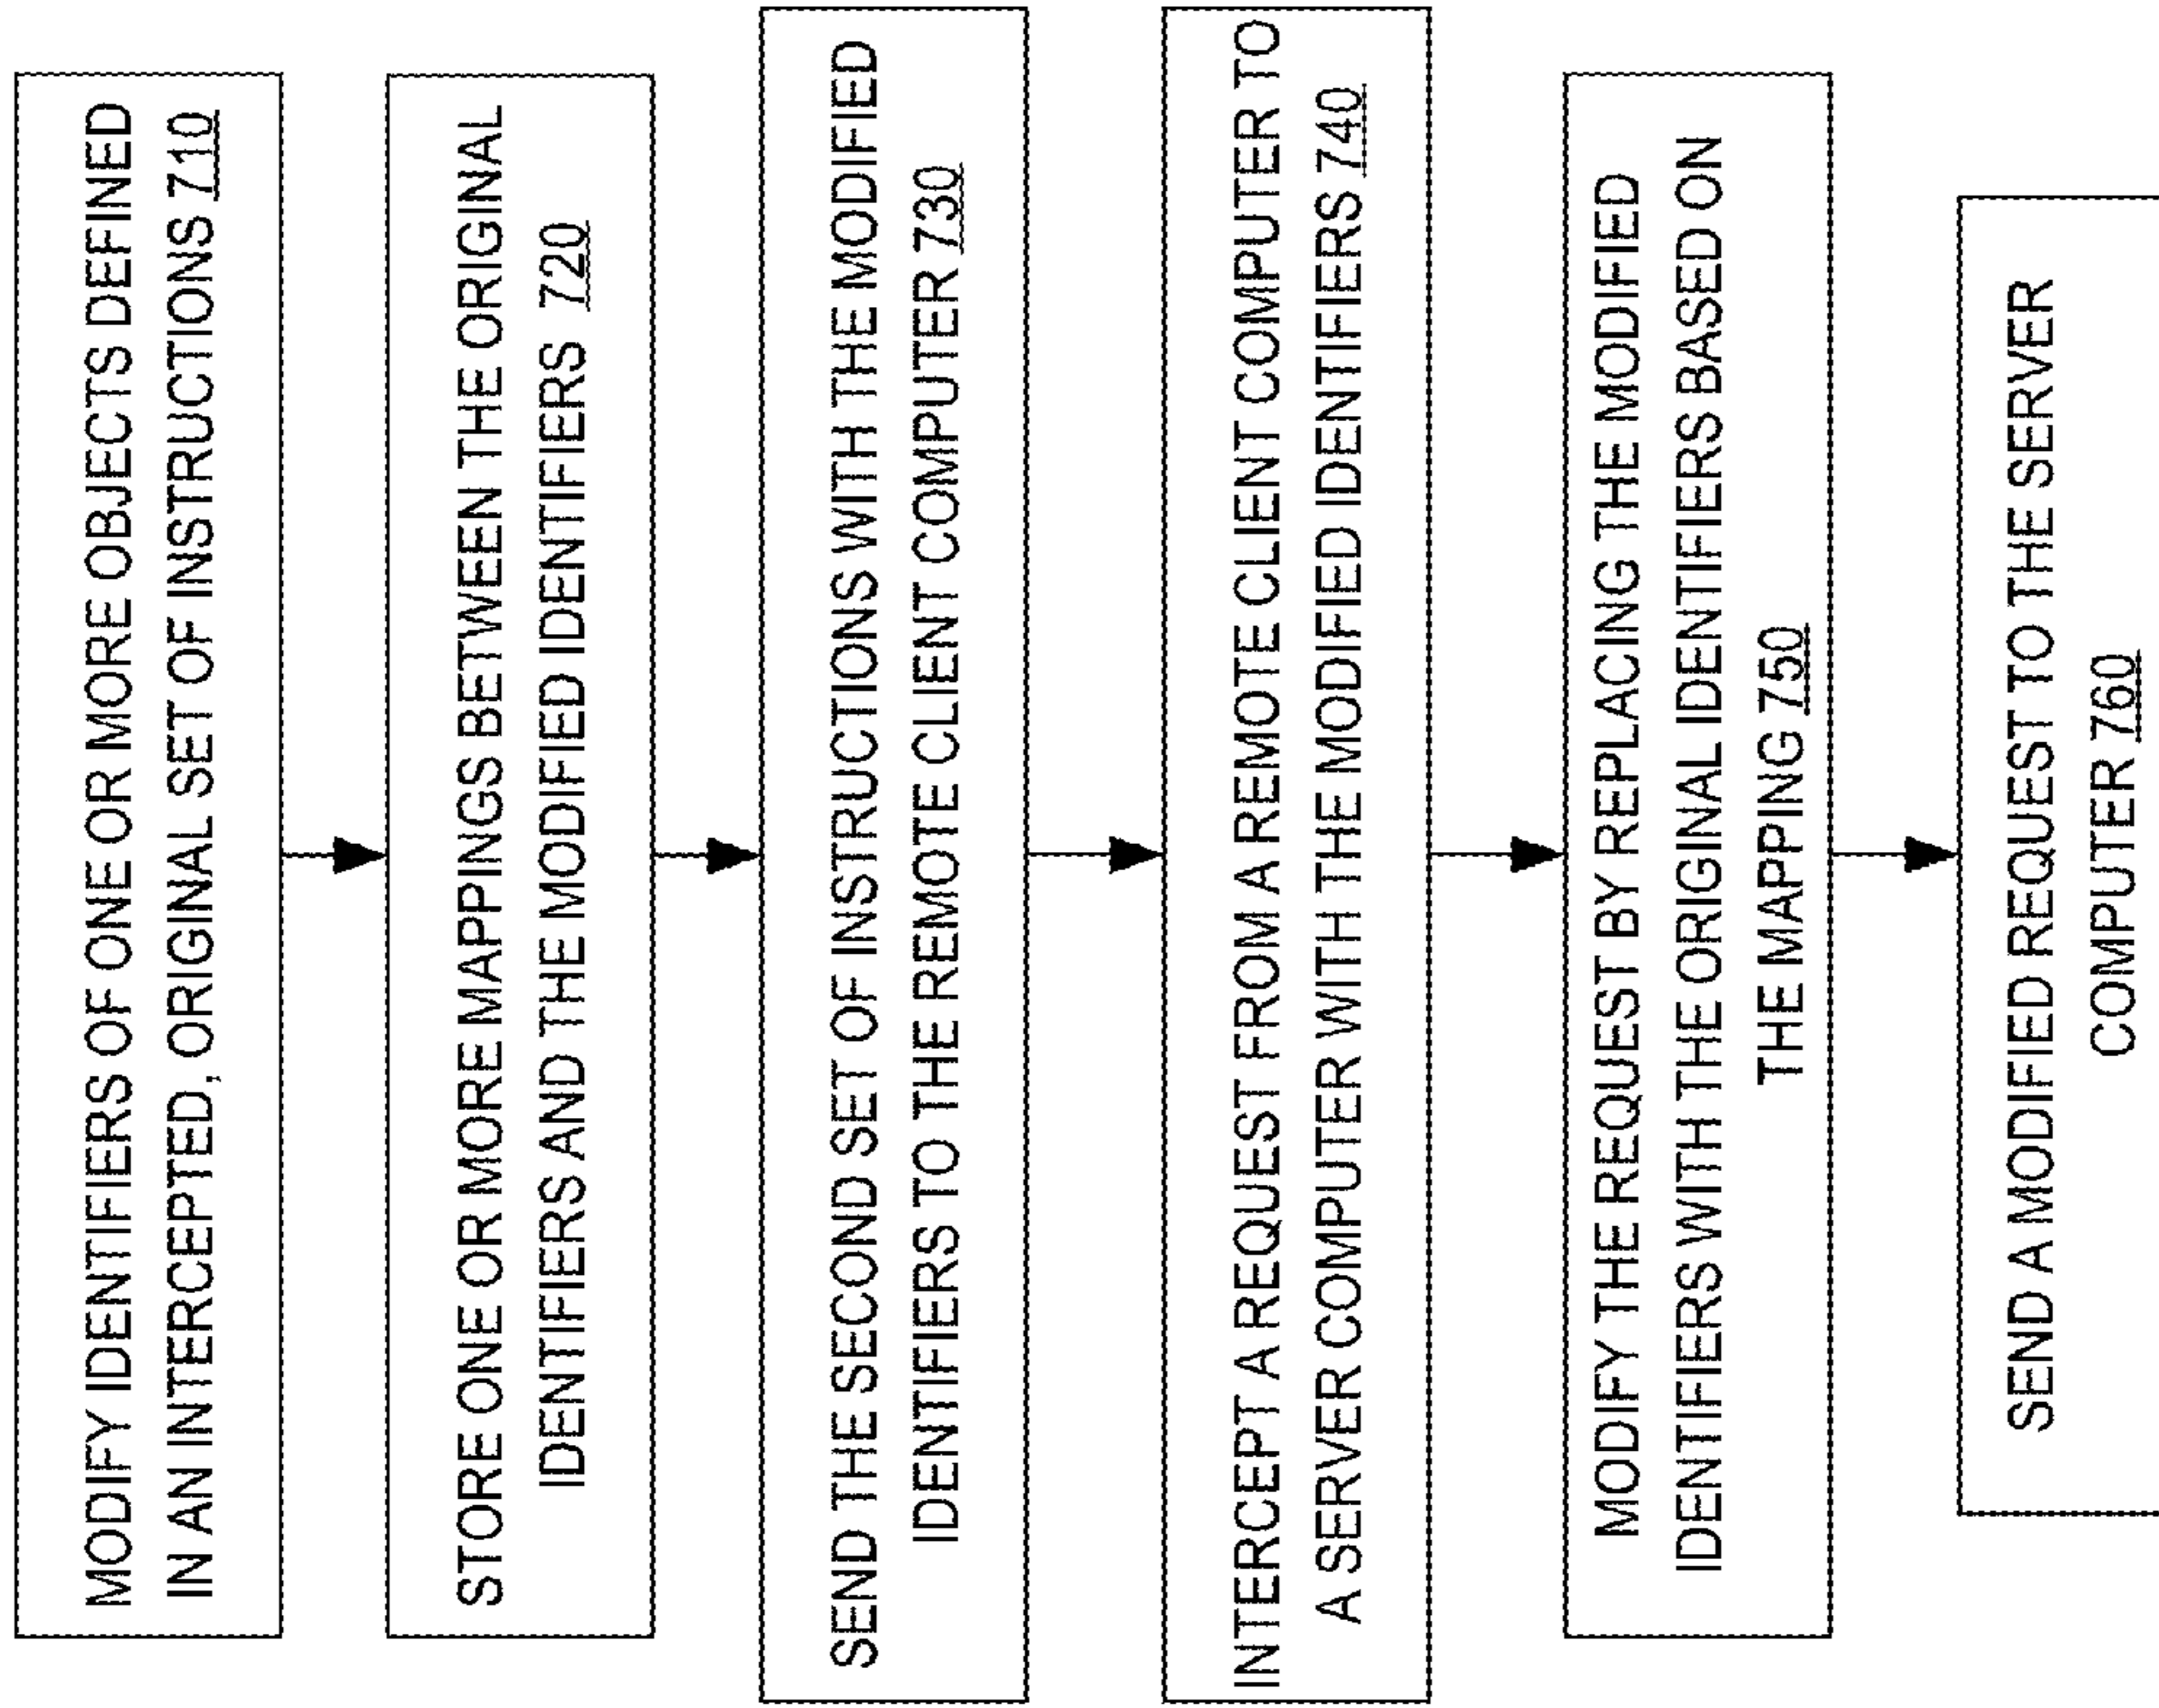 MODIFY IDENTIFIERS OF ONE OR MORE OBJECTS DEFINED
IN AN INTERCEPTED, ORIGINAL SET OF INSTRUCTIONS 710
STORE ONE OR MORE MAPPINGS BETWEEN THE ORIGINAL
IDENTIFIERS AND THE MODIFIED IDENTIFIERS 720
SEND THE SECOND SET OF INSTRUCTIONS WITH THE MODIFIED
IDENTIFIERS TO THE REMOTE CLIENT COMPUTER 730
INTERCEPT A REQUEST FROM A REMOTE CLIENT COMPUTER TO
A SERVER COMPUTER WITH THE MODIFIED IDENTIFIERS 740
MODIFY THE REQUEST BY REPLACING THE MODIFIED
IDENTIFIERS WITH THE ORIGINAL IDENTIFIERS BASED ON
THE MAPPING 750
SEND A MODIFIED REQUEST TO THE SERVER
COMPUTER 760